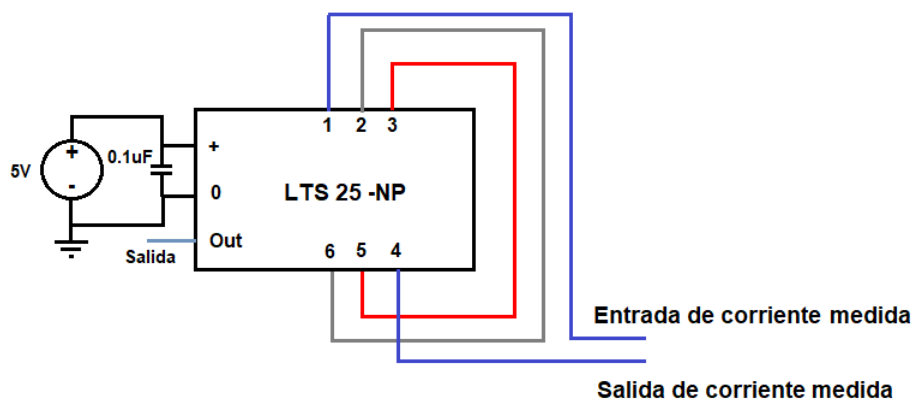 1 2 3
+
0.1uF
5V
+
-
0
LTS 25 -NP
Out
Salida
6 5 4
Entrada de corriente medida
Salida de corriente medida